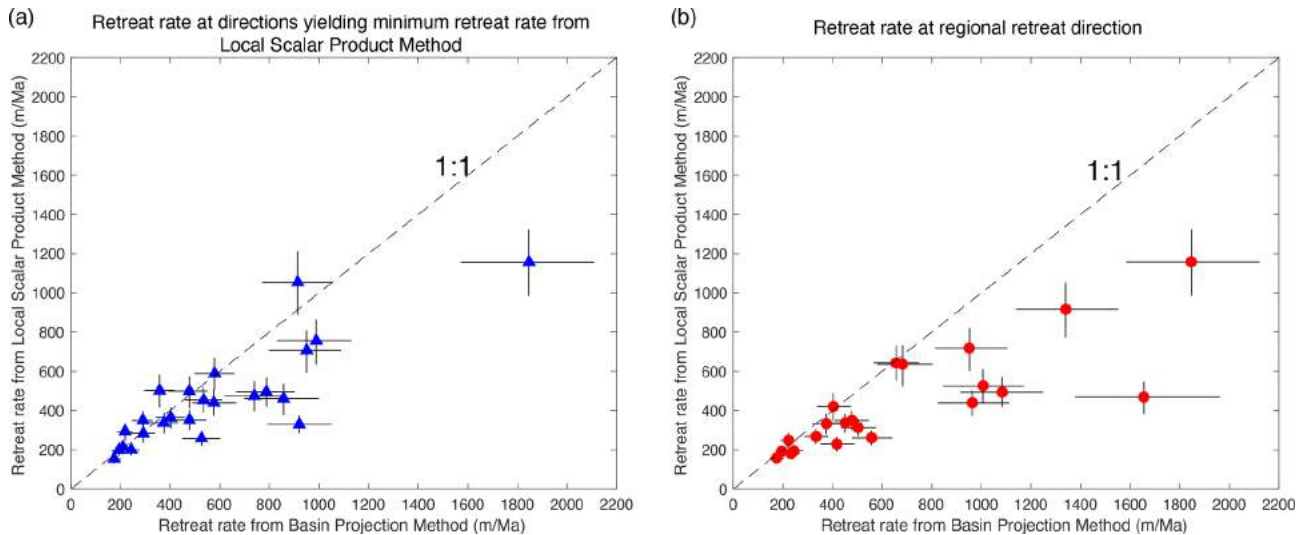 (a)
Retreat rate at directions yielding minimum retreat rate from
Local Scalar Product Method
2200
2000
1800
1600
1400
1200
1000
800
600
400
200
0
Retreat rate from Local Scalar Product Method (m/Ma)
1:1
0 200 400 600 800 1000 1200 1400 1600 1800 2000 2200
Retreat rate from Basin Projection Method (m/Ma)
(b)
Retreat rate at regional retreat direction
2200
2000
1800
1600
1400
1200
1000
800
600
400
200
0
Retreat rate from Local Scalar Product Method (m/Ma)
1:1
0 200 400 600 800 1000 1200 1400 1600 1800 2000 2200
Retreat rate from Basin Projection Method (m/Ma)